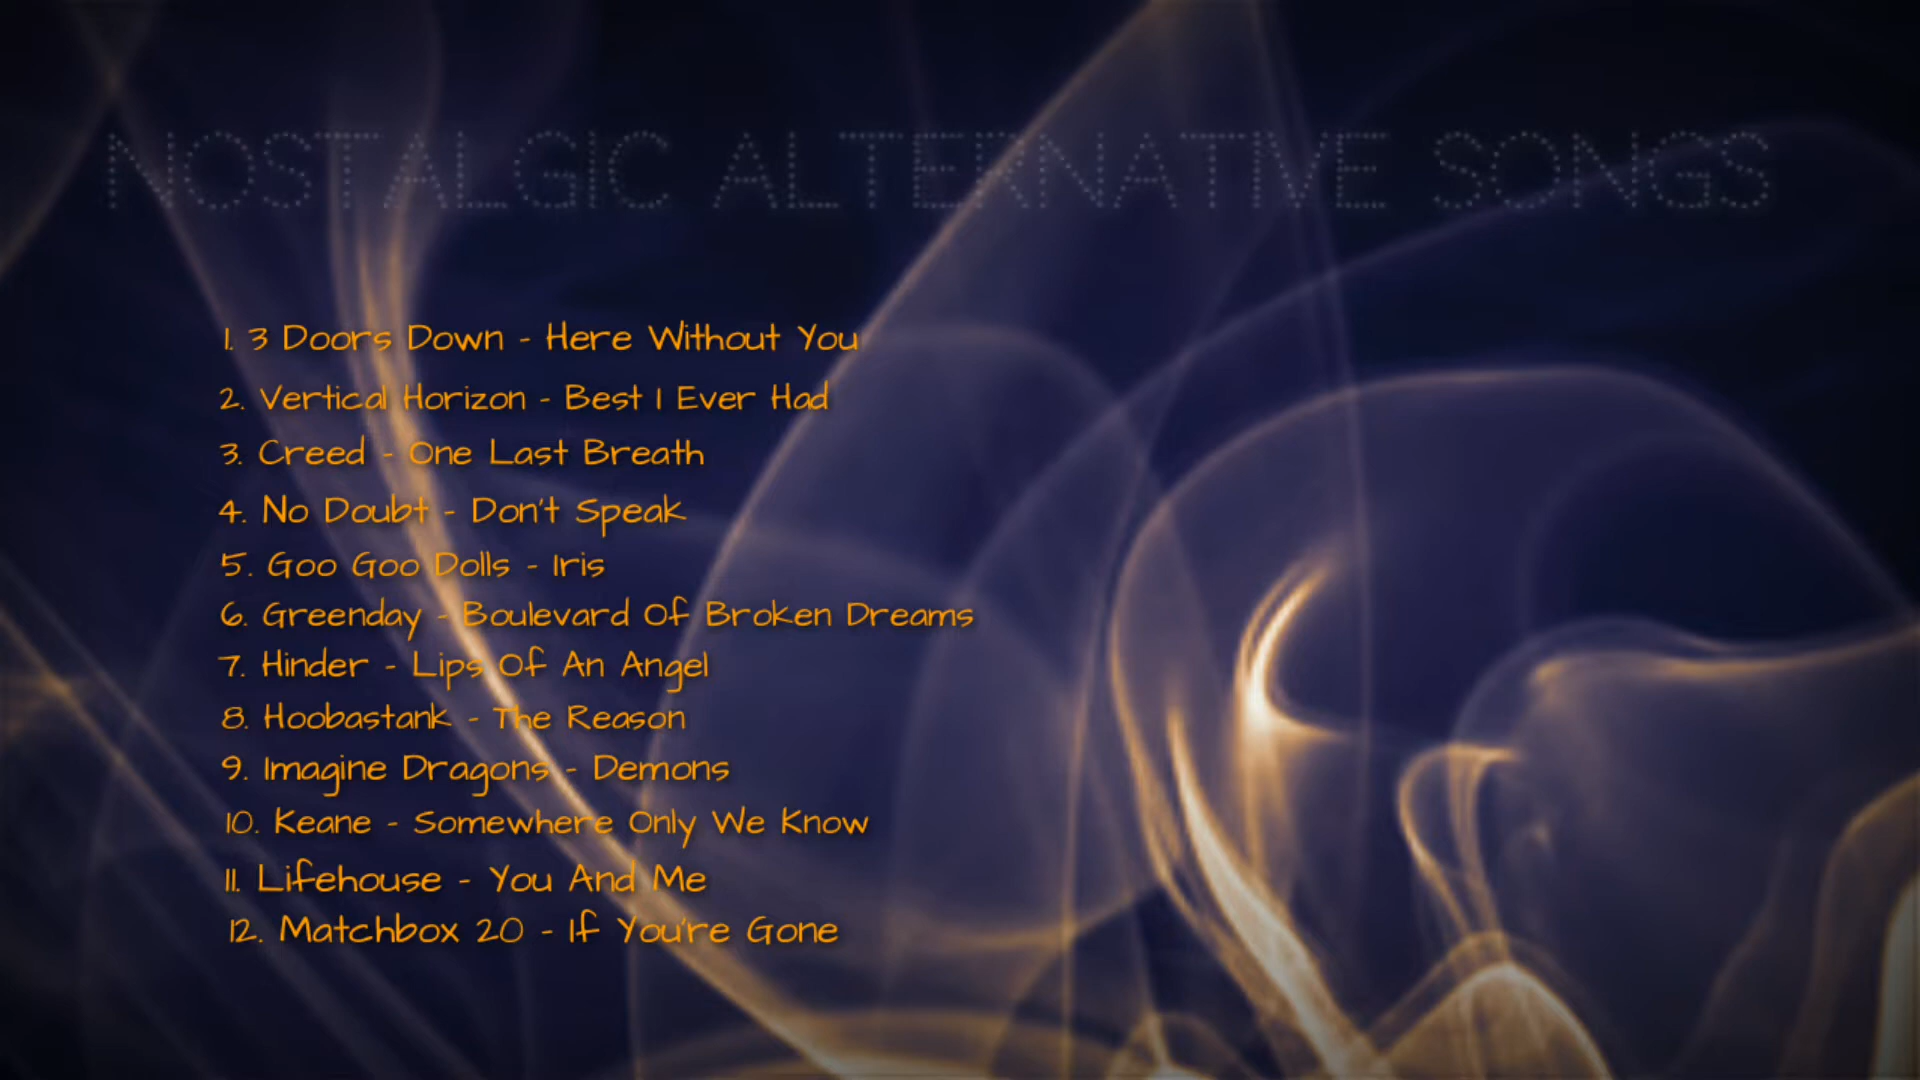 NOSTALGIC ALTERNATIVE SONGS
1. 3 Doors Down - Here Without You
2. Vertical Horizon - Best I Ever Had
3. Creed - One Last Breath
4. No Doubt - Don't Speak
5. Goo Goo Dolls - Iris
6. Greenday - Boulevard Of Broken Dreams
7. Hinder - Lips Of An Angel
8. Hoobastank - The Reason
9. Imagine Dragons - Demons
10. Keane - Somewhere Only We Know
11. Lifehouse - You And Me
12. Matchbox 20 - If You're Gone